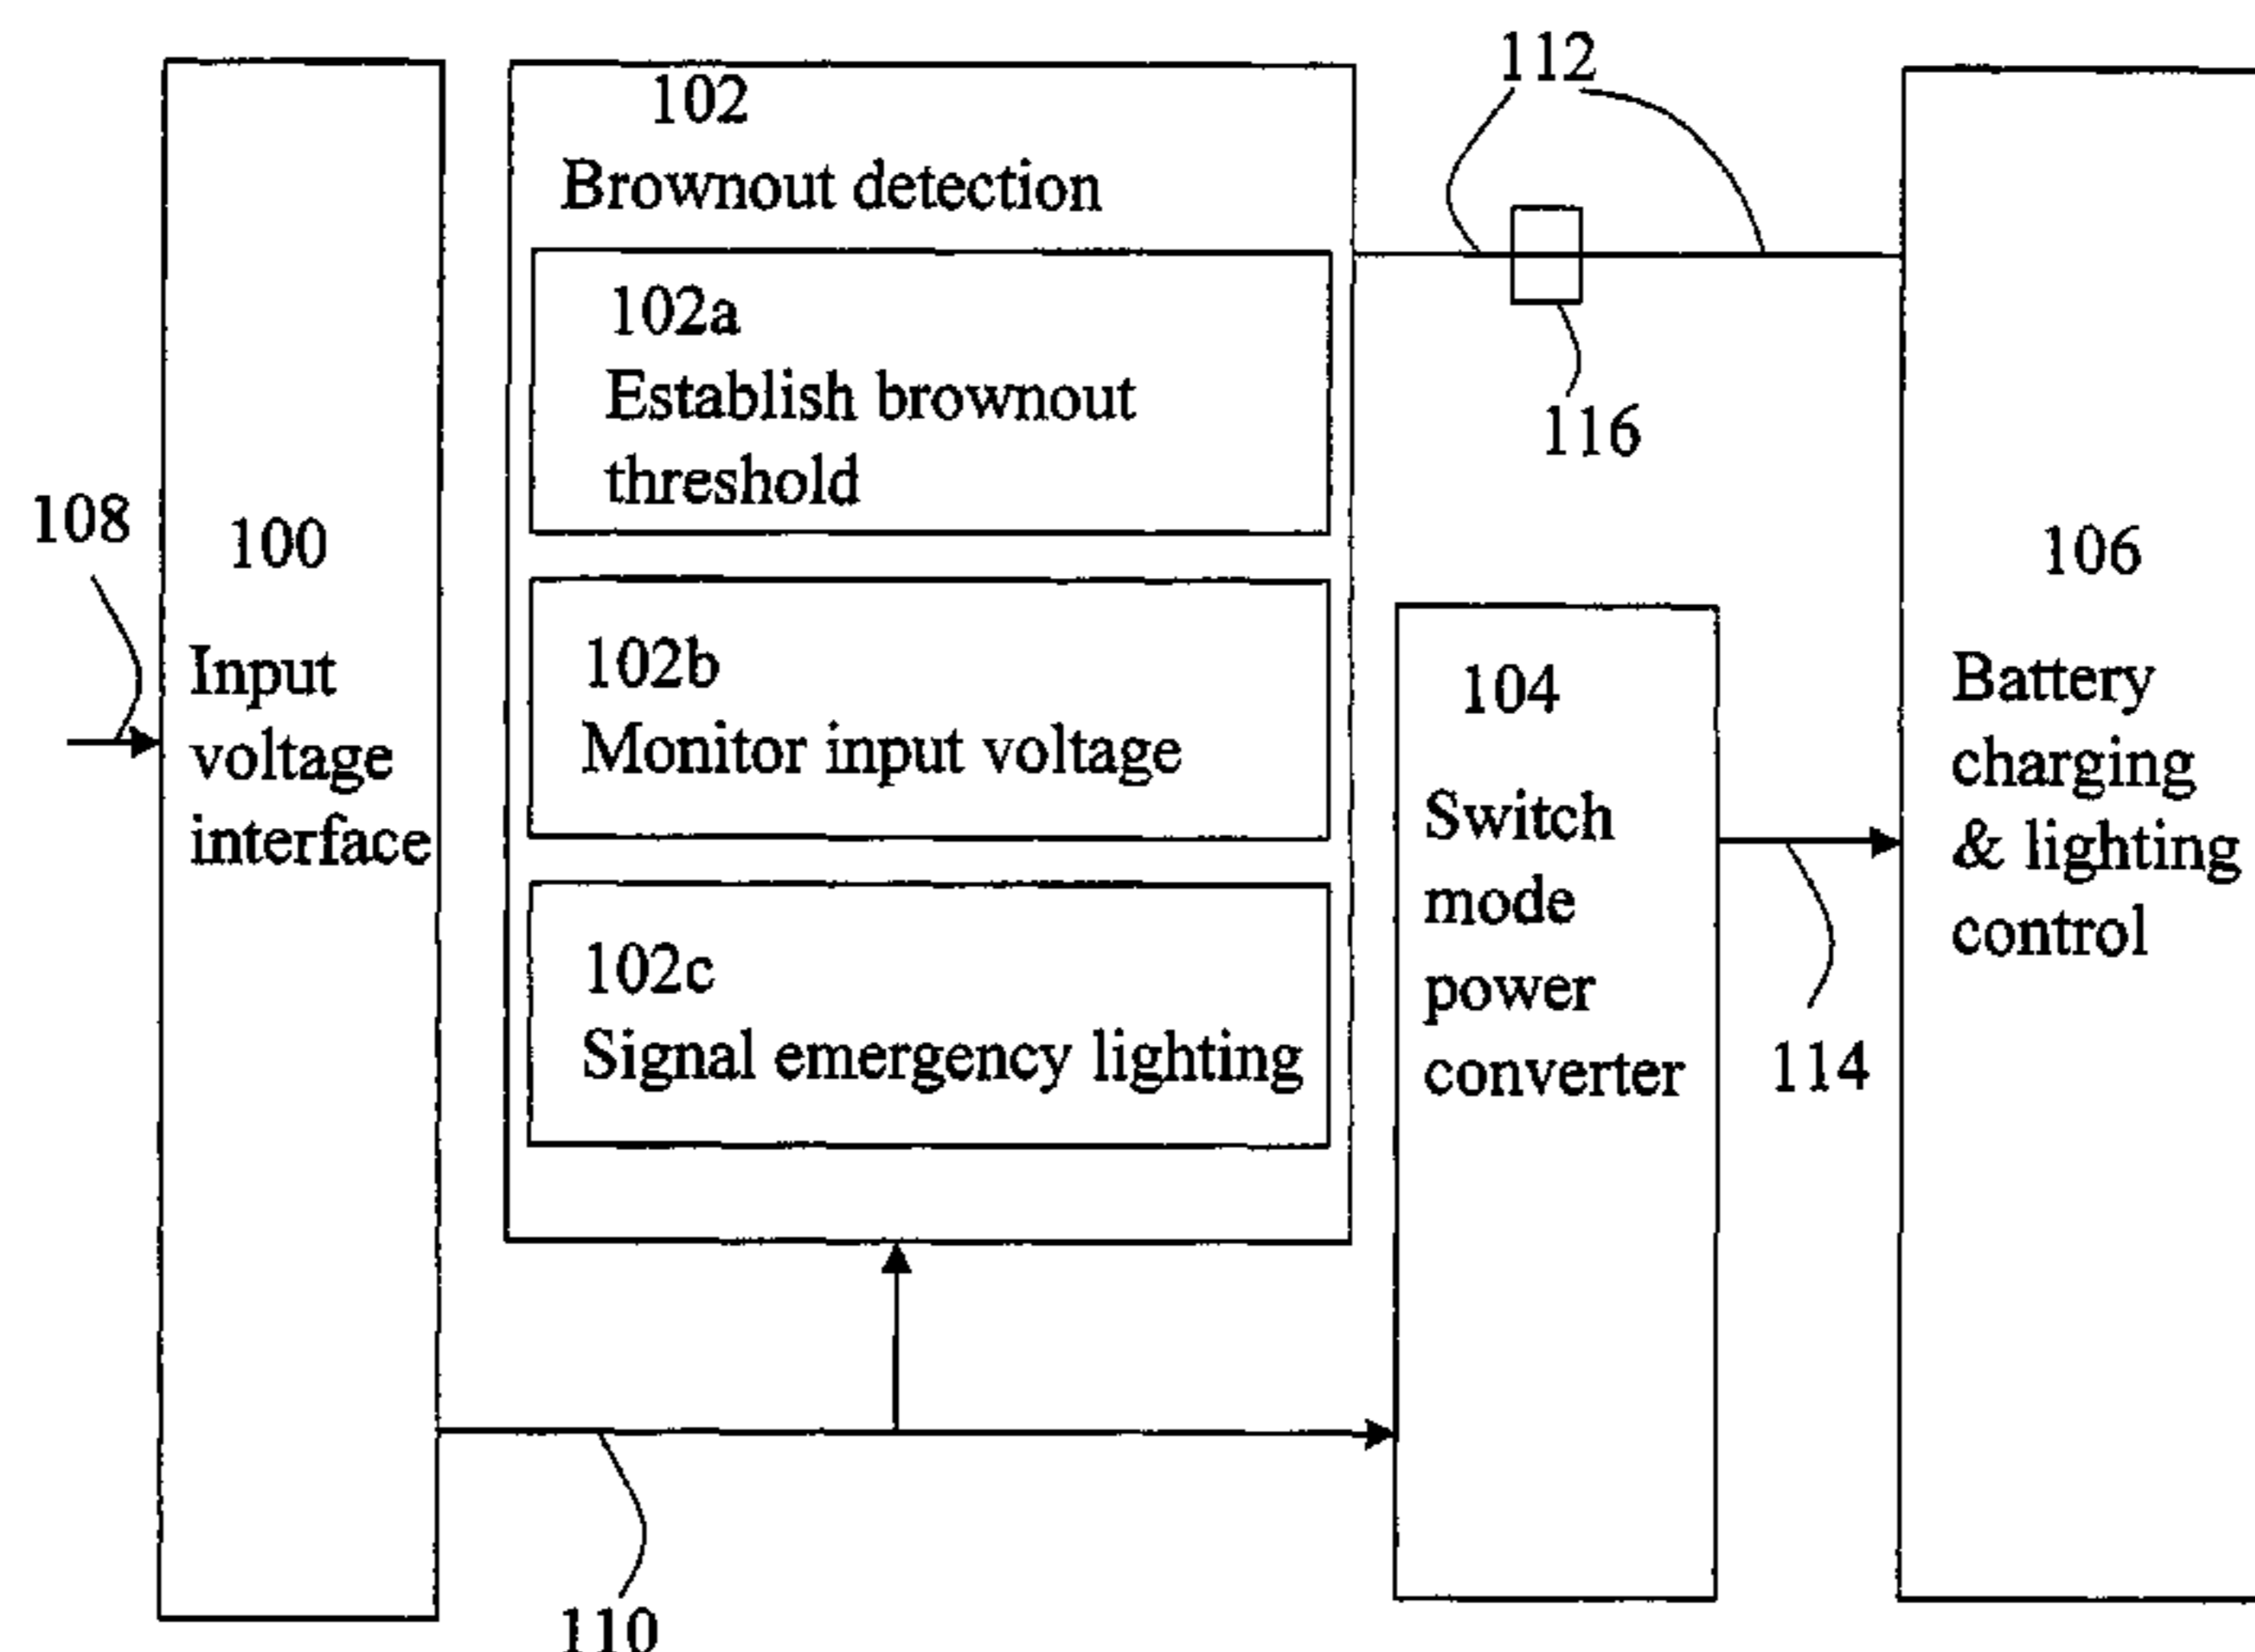 108
100
Input
voltage
interface
102
Brownout detection
102a
Establish brownout
threshold
102b
Monitor input voltage
102c
Signal emergency lighting
110
112
116
104
Switch
mode
power
converter
114
106
Battery
charging
& lighting
control